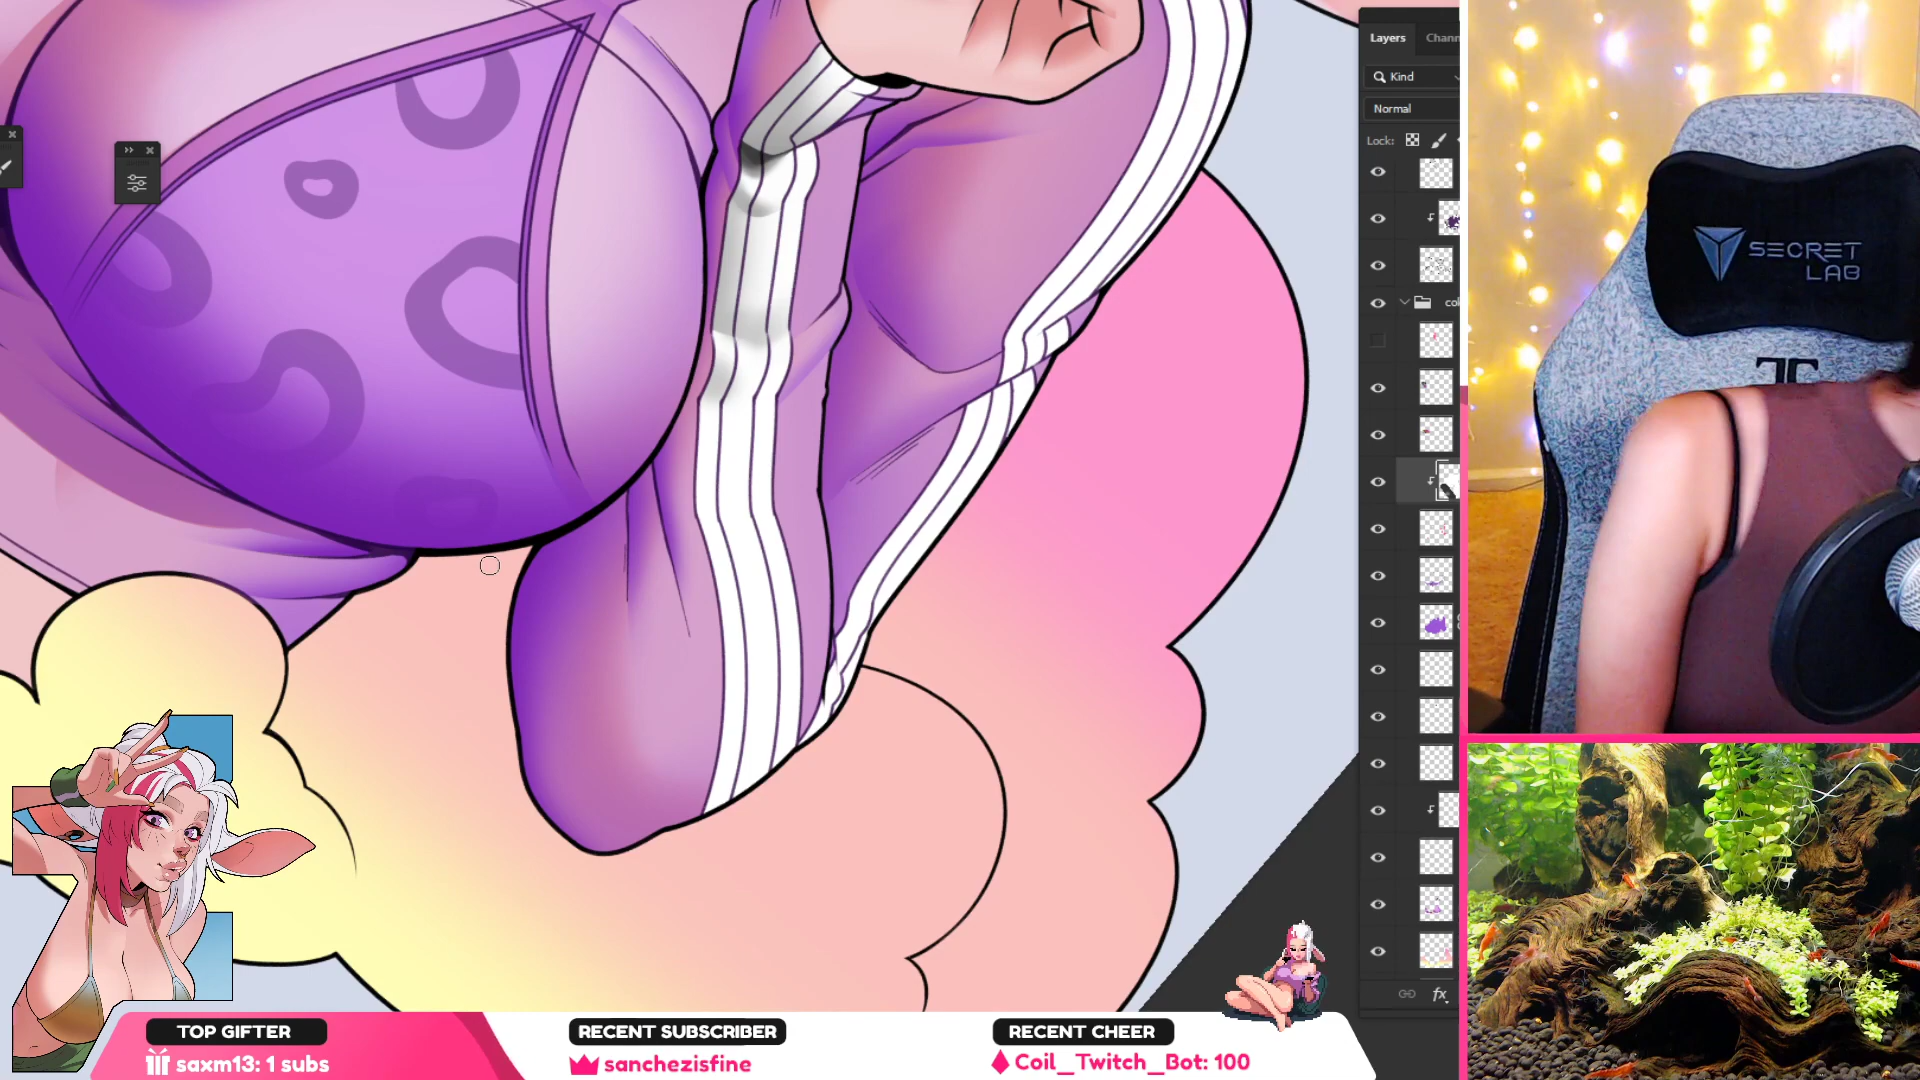 Layers Chann
Kind
Normal
Lock:
col
SECRET
LAB
TOP GIFTER
saxm13: 1 subs
RECENT SUBSCRIBER
sanchezisfine
RECENT CHEER
Coil_Twitch_Bot: 100
fx